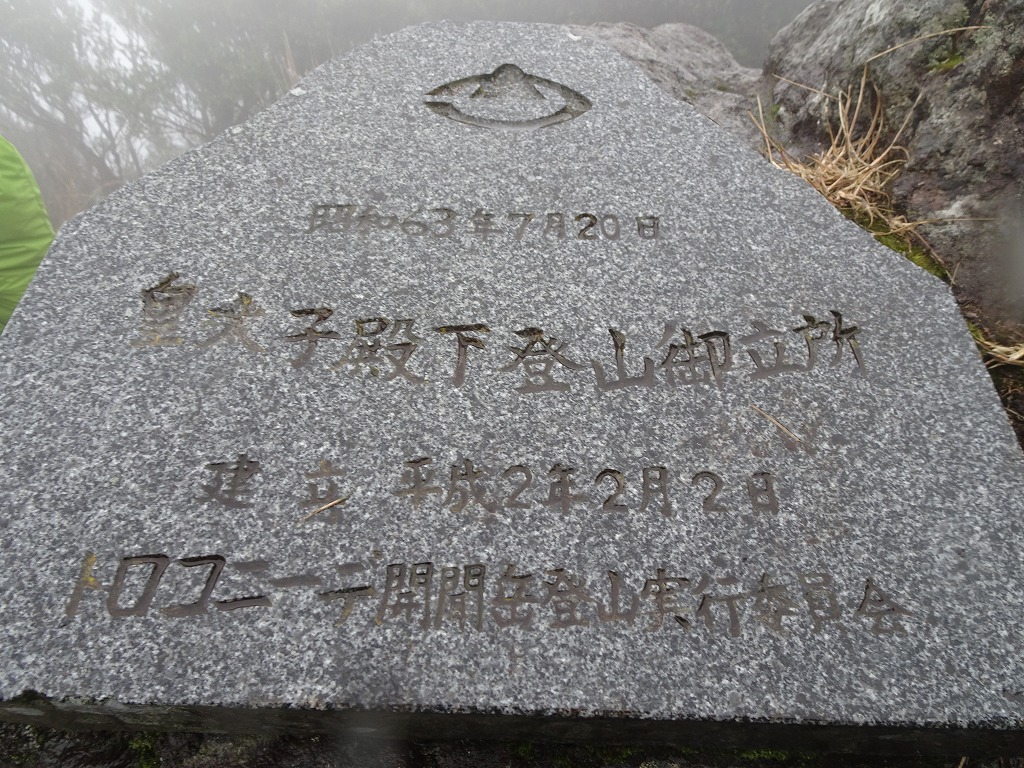 昭和63年7月20日
皇太子殿下登山御立所
建立 平成2年2月2日
トロコニーデ開聞岳登山実行委員会